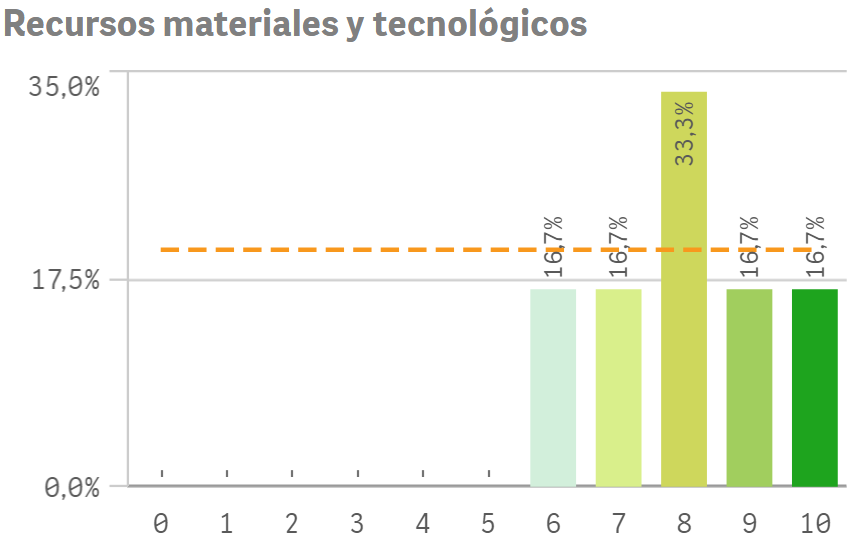 Recursos materiales y tecnológicos
35,0%
33,3%
16,7% 16,7% 16,7% 16,7%
17,5%
0,0%
0 1 2 3 4 5 6 7 8 9 10